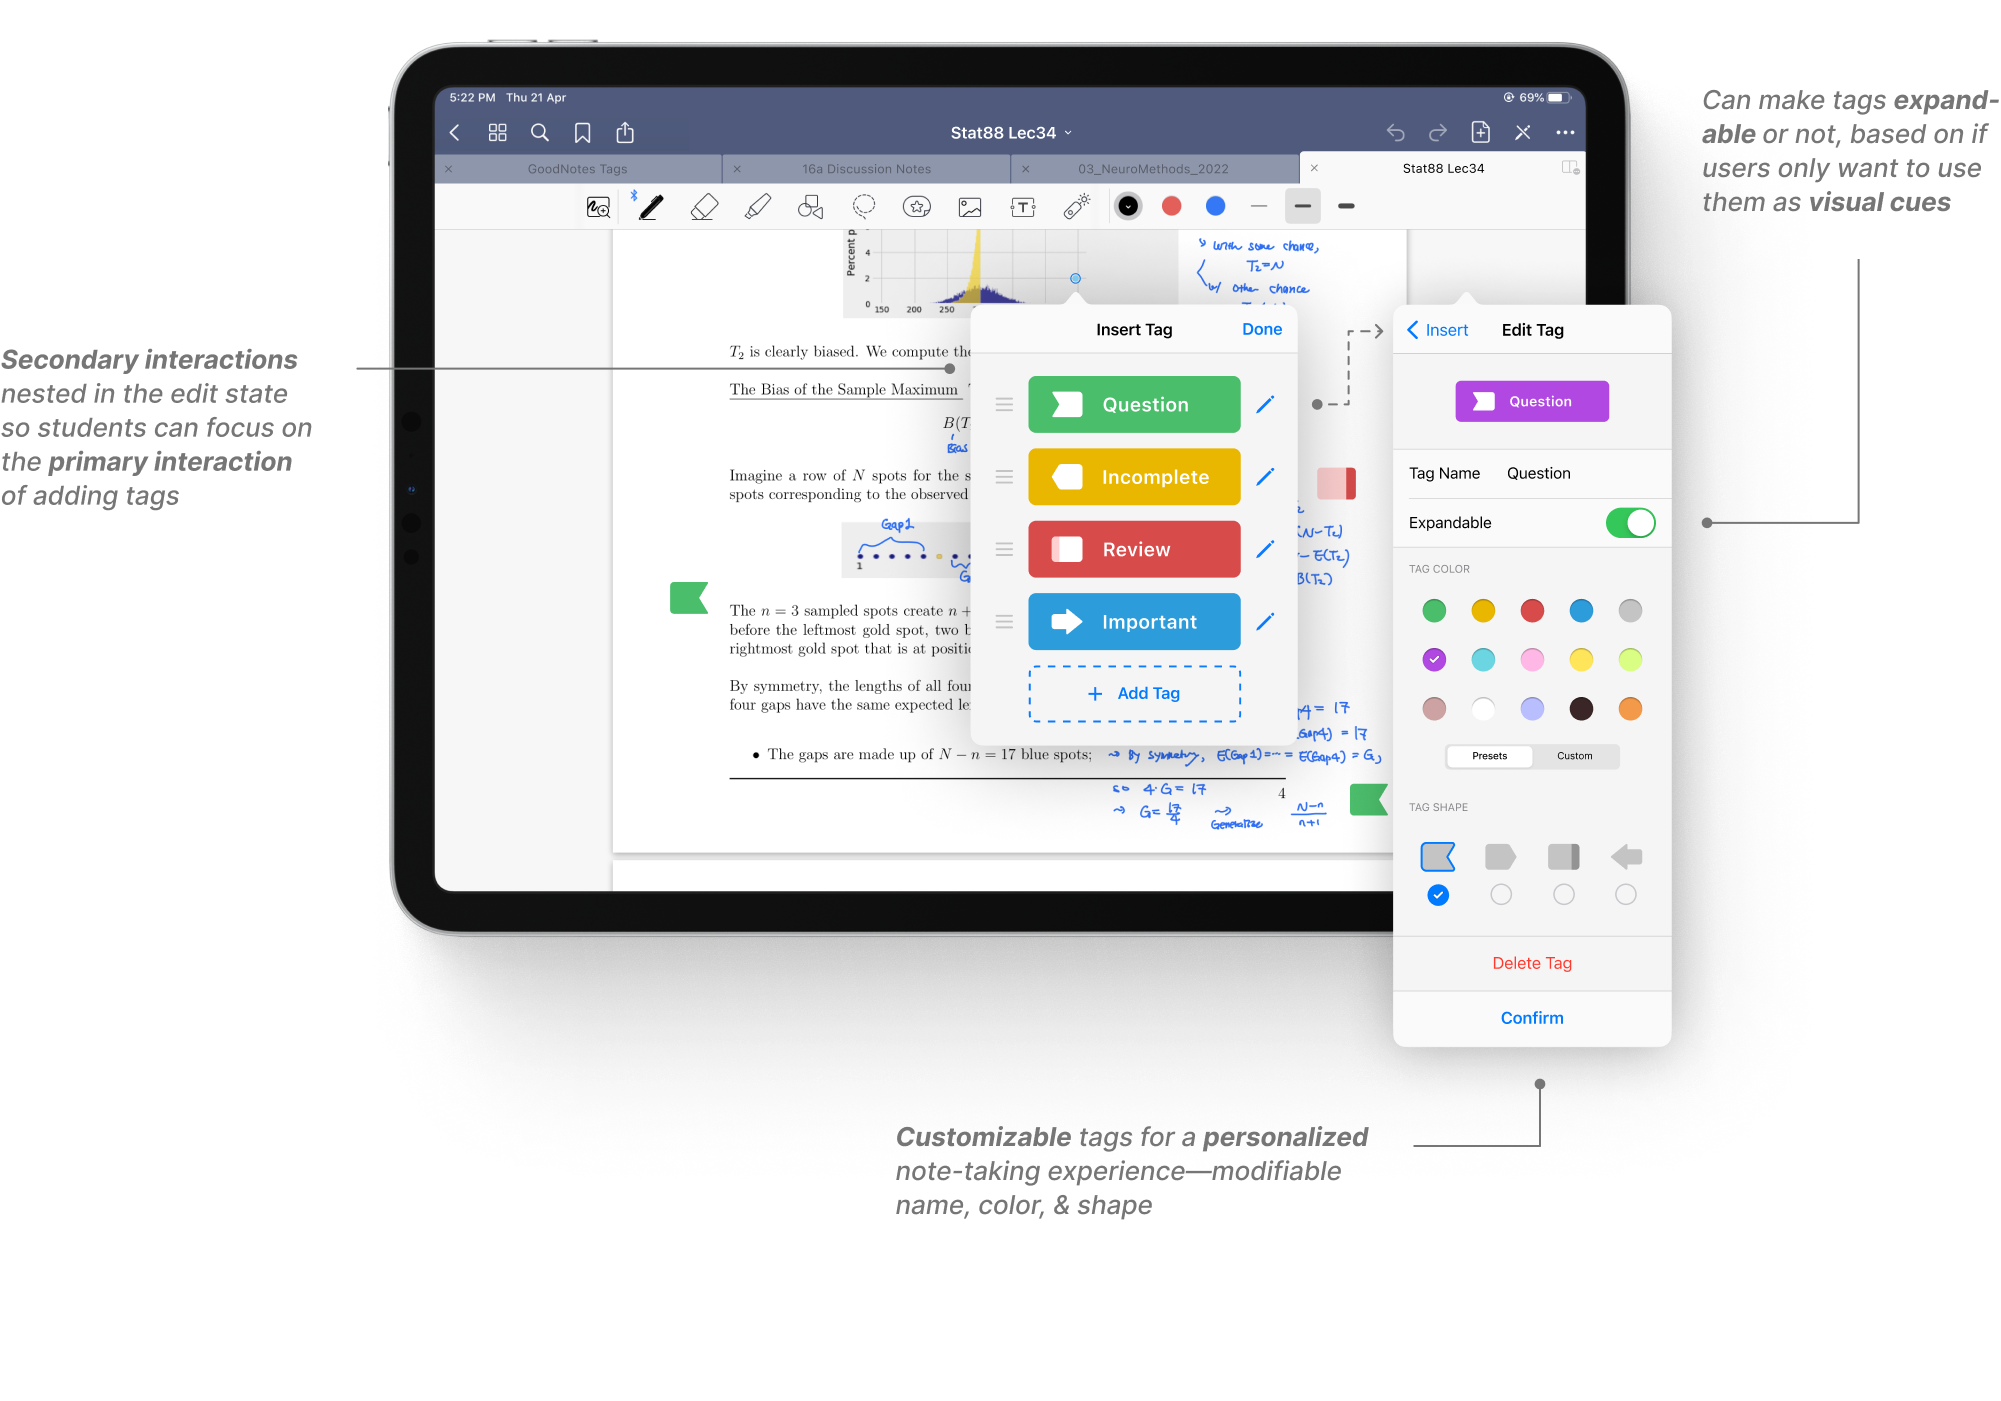 5:22 PM Thu 21 Apr
69%
Stat88 Lec34
GoodNotes Tags
16a Discussion Notes
03_NeuroMethods_2022
Stat88 Lec34
Can make tags expand-
able or not, based on if
users only want to use
them as visual cues
Secondary interactions
nested in the edit state
so students can focus on
the primary interaction
of adding tags
Percent p
4
2
0
150 200 250
with some chance,
T₂=N
w/ other chance
T₂ is clearly biased. We compute the
The Bias of the Sample Maximum
B(T
Bias
Imagine a row of N spots for the s
spots corresponding to the observed
Gap1
1
G
The n = 3 sampled spots create n +
before the leftmost gold spot, two b
rightmost gold spot that is at positi
By symmetry, the lengths of all four
four gaps have the same expected le
• The gaps are made up of N − n = 17 blue spots;
(N-T₂)
- E(T₂)
B(T₂)
p4 = 17
(Gap4) = 17
→ By symmetry, E(Gap1)=··· = E(Gap4) = G,
so 4·G = 17
→ G= 17/4 → Generalize N-n/n+1
4
Insert Tag
Done
Question
Incomplete
Review
Important
+ Add Tag
Insert
Edit Tag
Question
Tag Name Question
Expandable
TAG COLOR
Presets Custom
TAG SHAPE
Delete Tag
Confirm
Customizable tags for a personalized
note-taking experience—modifiable
name, color, & shape